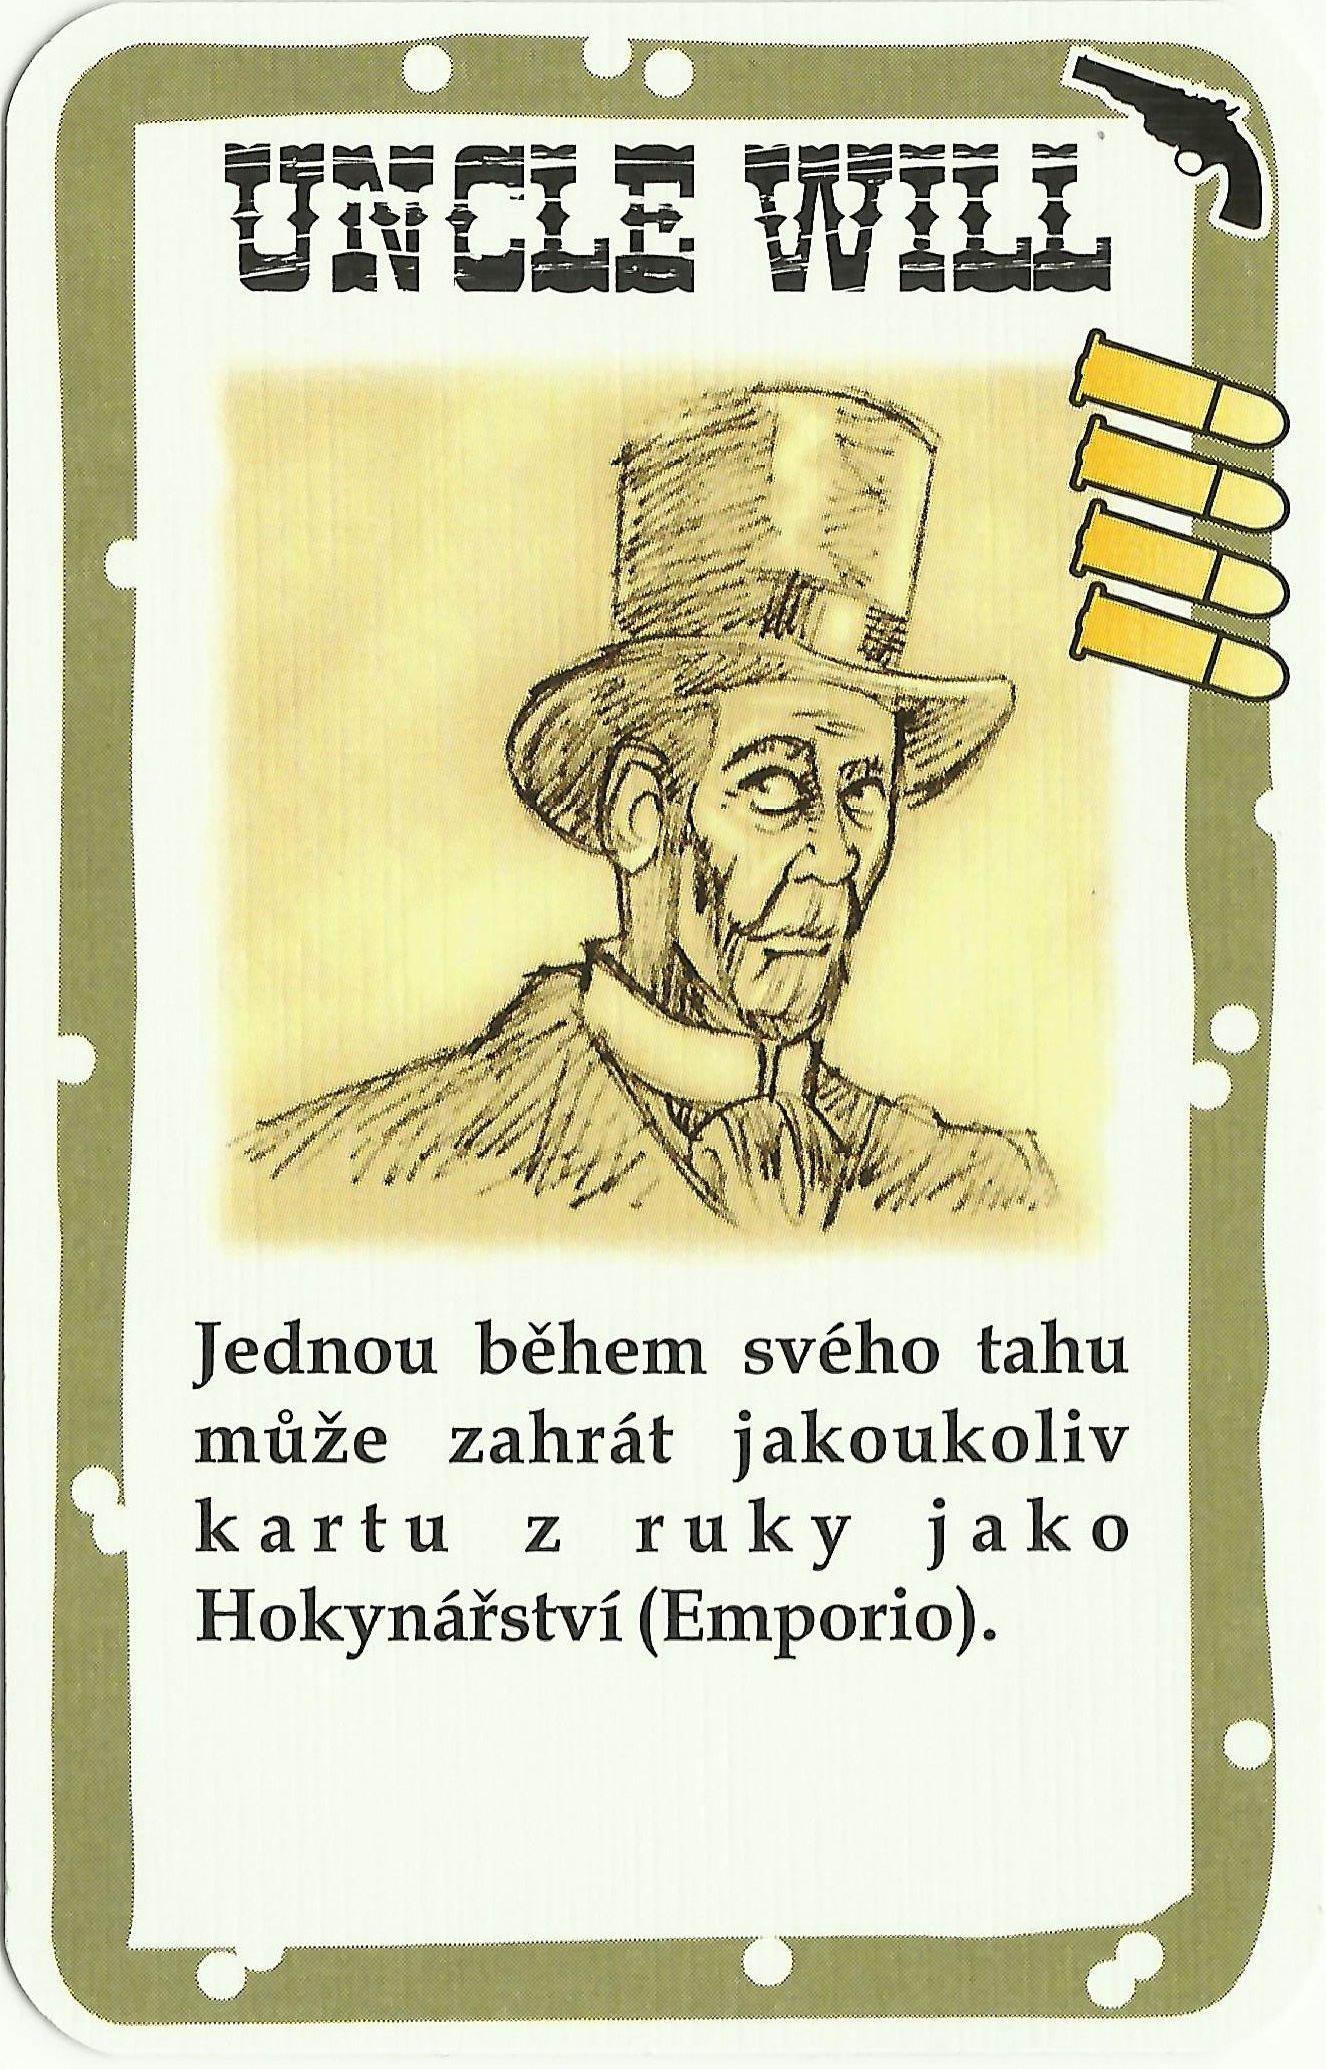 UNCLE WILL
Jednou během svého tahu
může zahrát jakoukoliv
kartu z ruky jako
Hokynářství (Emporio).